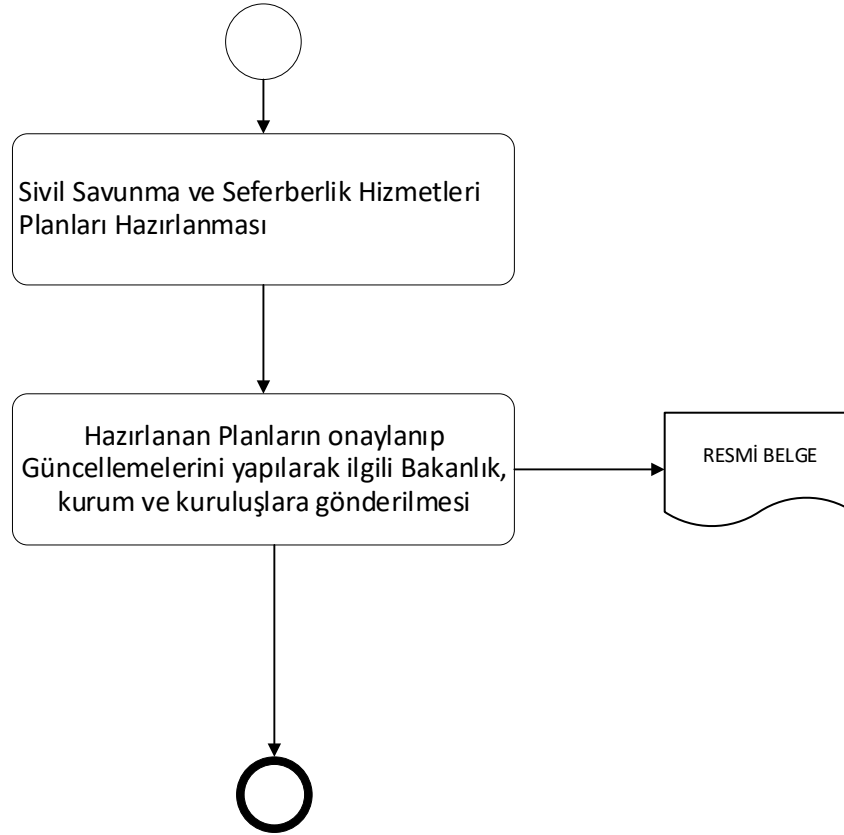 Sivil Savunma ve Seferberlik Hizmetleri
Planları Hazırlanması
Hazırlanan Planların onaylanıp
Güncellemelerini yapılarak ilgili Bakanlık,
kurum ve kuruluşlara gönderilmesi
RESMİ BELGE